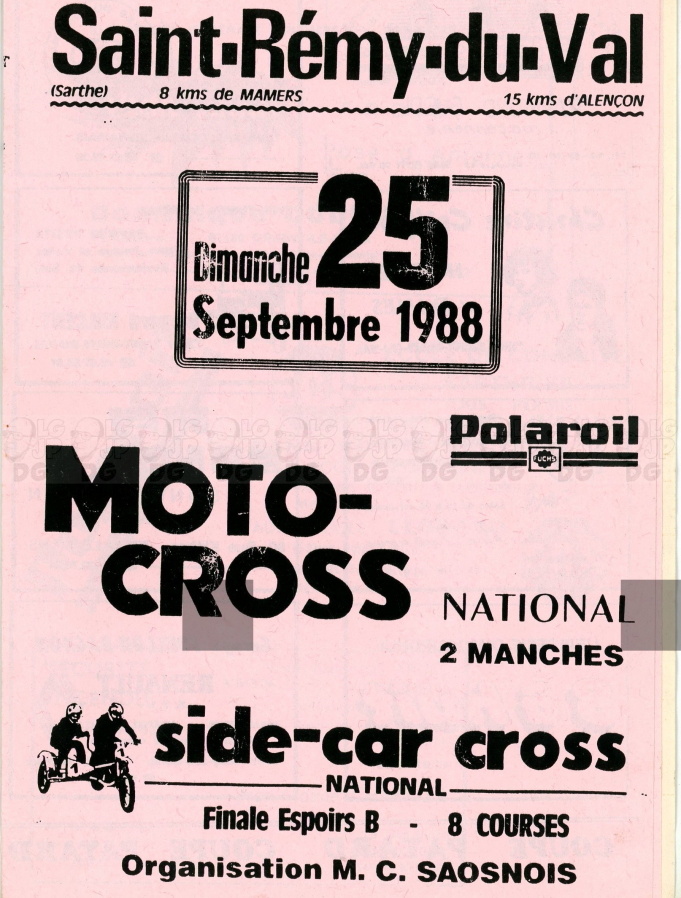 Saint-Rémy-du-Val
(Sarthe) 8 kms de MAMERS 15 kms d'ALENÇON
Dimanche 25
Septembre 1988
Polaroil
FUCHS
MOTO-
CROSS
NATIONAL
2 MANCHES
side-car cross
1
NATIONAL
Finale Espoirs B - 8 COURSES
Organisation M. C. SAOSNOIS